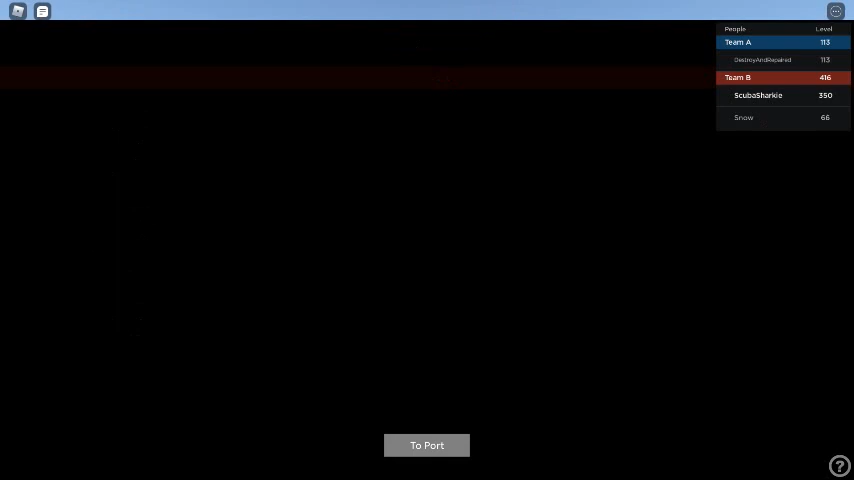 People Level
Team A 113
DestroyAndRepaired 113
Team B 416
ScubaSharkie 350
Snow 66
To Port
?